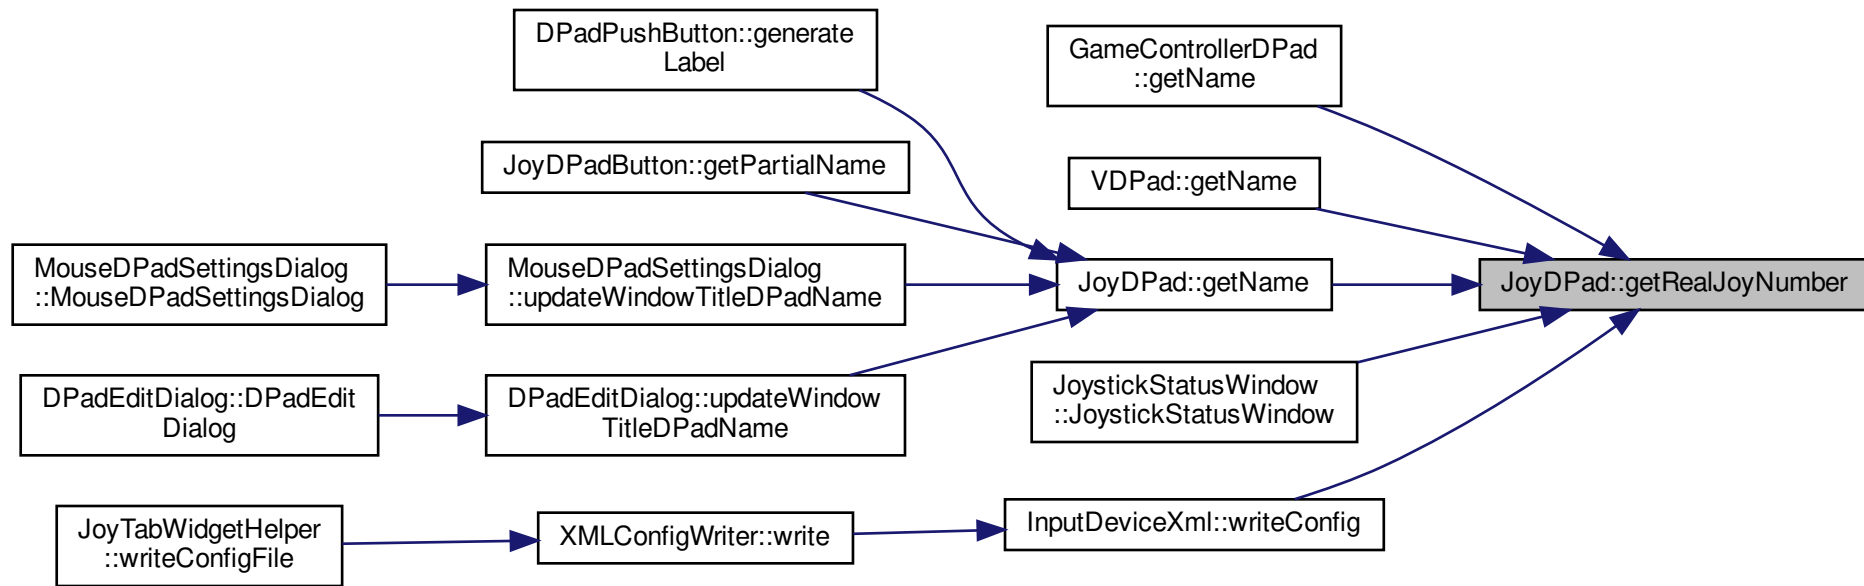 DPadPushButton::generate
Label
GameControllerDPad
::getName
JoyDPadButton::getPartialName
VDPad::getName
MouseDPadSettingsDialog
::MouseDPadSettingsDialog
MouseDPadSettingsDialog
::updateWindowTitleDPadName
JoyDPad::getName
JoyDPad::getRealJoyNumber
DPadEditDialog::DPadEdit
Dialog
DPadEditDialog::updateWindow
TitleDPadName
JoystickStatusWindow
::JoystickStatusWindow
JoyTabWidgetHelper
::writeConfigFile
XMLConfigWriter::write
InputDeviceXml::writeConfig